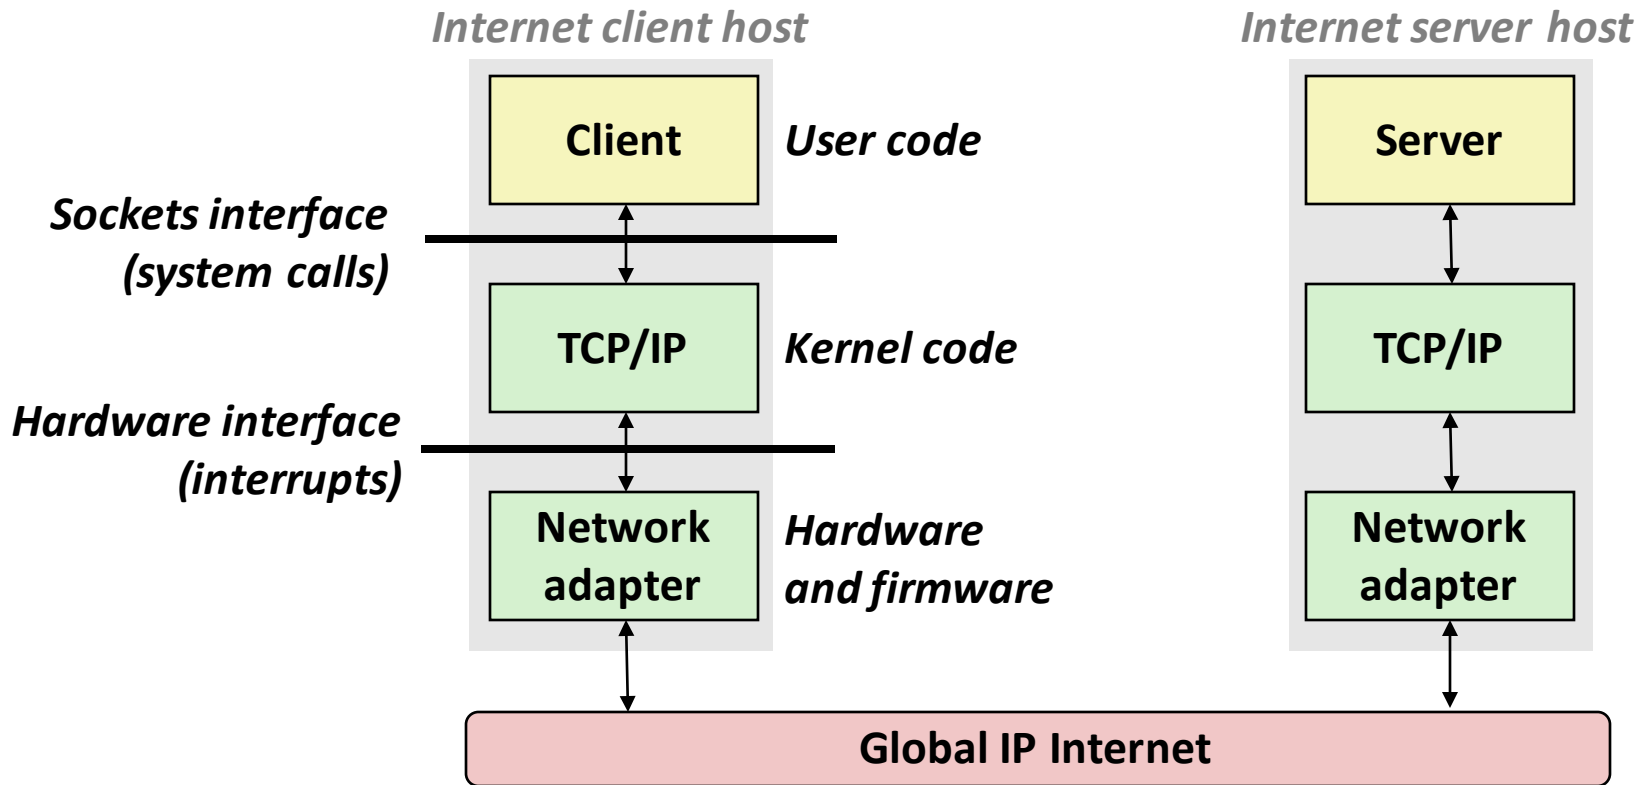 Internet client host
Internet server host
Client
User code
Server
Sockets interface
(system calls)
TCP/IP
Kernel code
TCP/IP
Hardware interface
(interrupts)
Network
adapter
Hardware
and firmware
Network
adapter
Global IP Internet